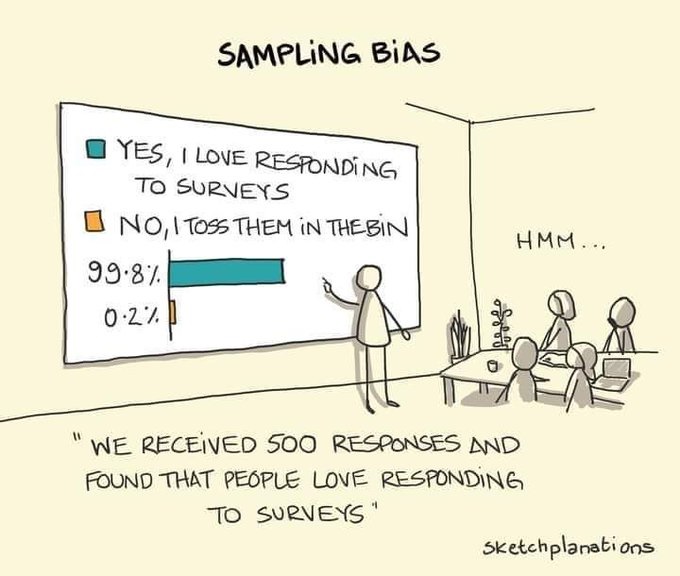 SAMPLING BIAS
YES, I LOVE RESPONDING
TO SURVEYS
NO, I TOSS THEM IN THE BIN
99.8%
0.2%
HMM...
"WE RECEIVED 500 RESPONSES AND
FOUND THAT PEOPLE LOVE RESPONDING
TO SURVEYS"
sketchplanations